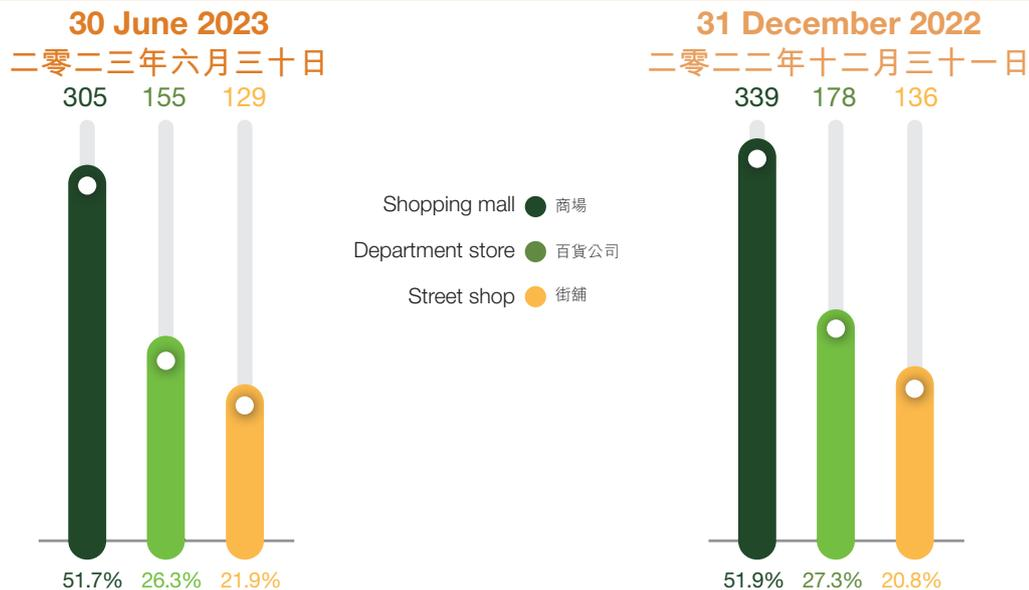 30 June 2023
二零二三年六月三十日
305 155 129
51.7% 26.3% 21.9%
Shopping mall 商場
Department store 百貨公司
Street shop 街舖
31 December 2022
二零二二年十二月三十一日
339 178 136
51.9% 27.3% 20.8%